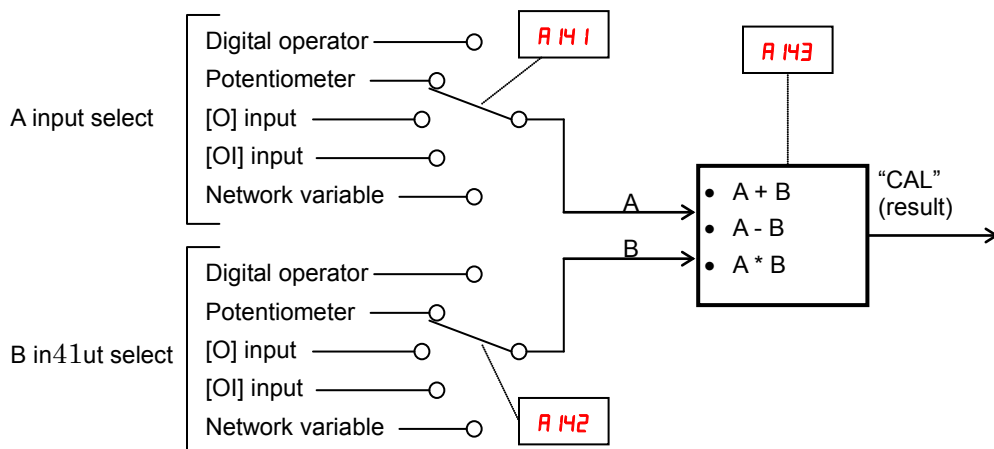 Digital operator
A141
A143
Potentiometer
A input select
[O] input
[OI] input
Network variable
A
• A + B
• A - B
• A * B
“CAL”
(result)
B
Digital operator
Potentiometer
B in41ut select
[O] input
[OI] input
A142
Network variable